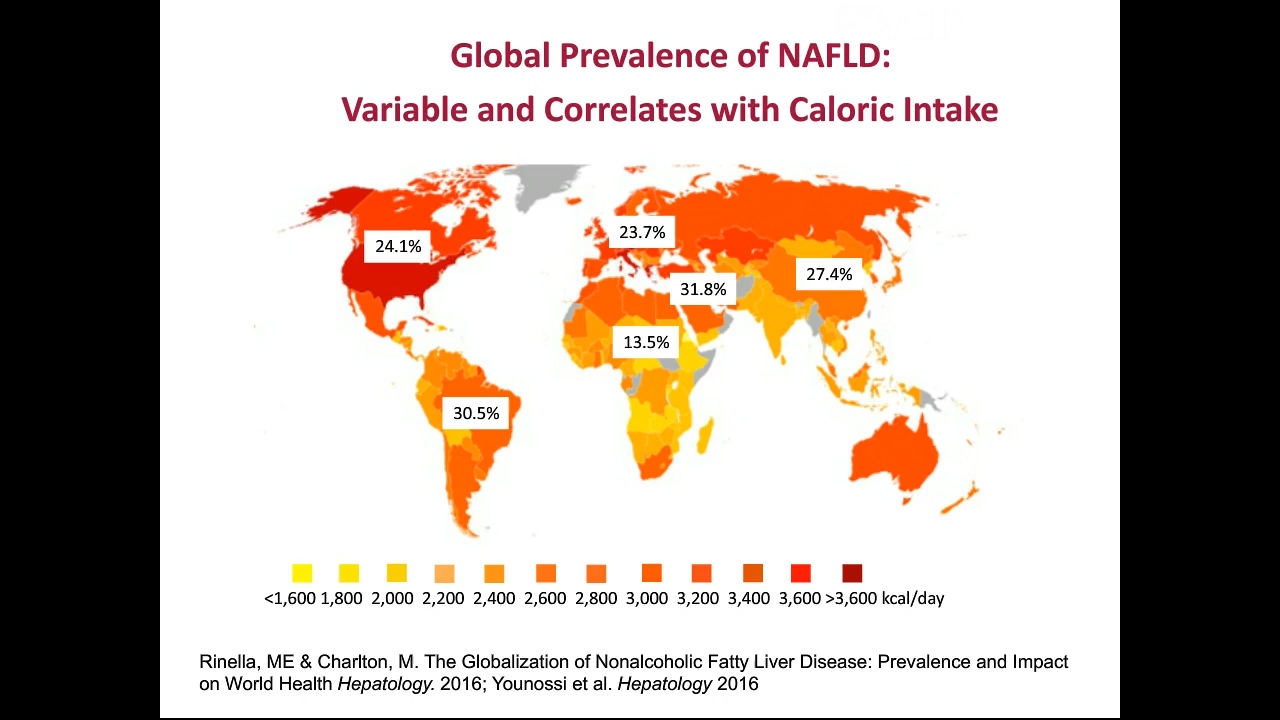 Global Prevalence of NAFLD:
Variable and Correlates with Caloric Intake
24.1%
23.7%
27.4%
31.8%
13.5%
30.5%
<1,600 1,800 2,000 2,200 2,400 2,600 2,800 3,000 3,200 3,400 3,600 >3,600 kcal/day
Rinella, ME & Charlton, M. The Globalization of Nonalcoholic Fatty Liver Disease: Prevalence and Impact
on World Health Hepatology. 2016; Younossi et al. Hepatology 2016